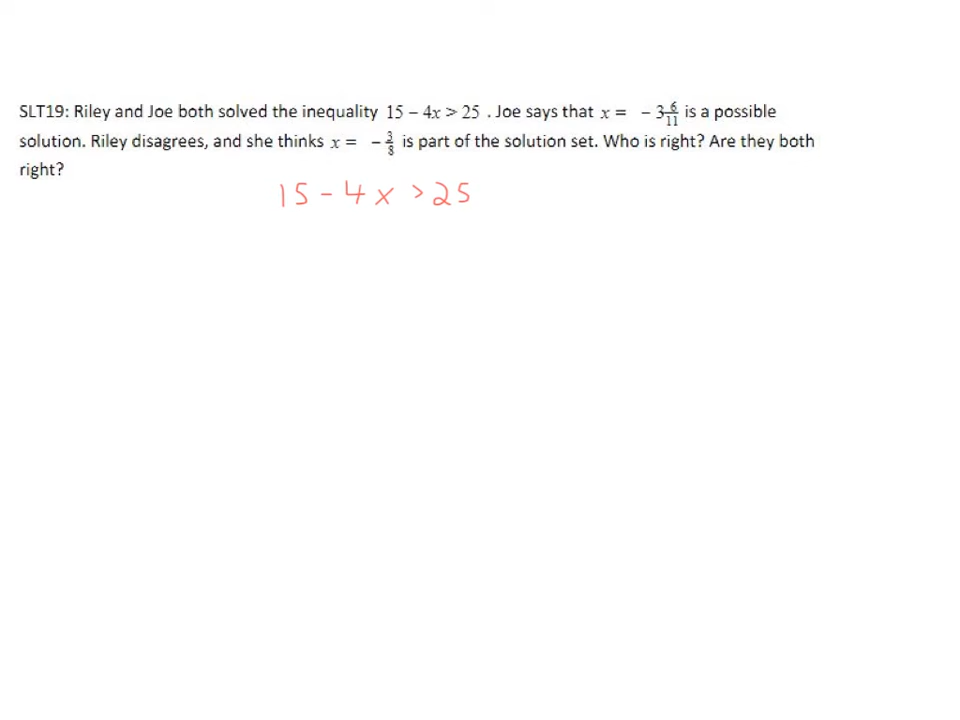 SLT19: Riley and Joe both solved the inequality 15 − 4x > 25 . Joe says that x = − 3 6/11 is a possible
solution. Riley disagrees, and she thinks x = − 3/8 is part of the solution set. Who is right? Are they both
right?
15 - 4x > 25